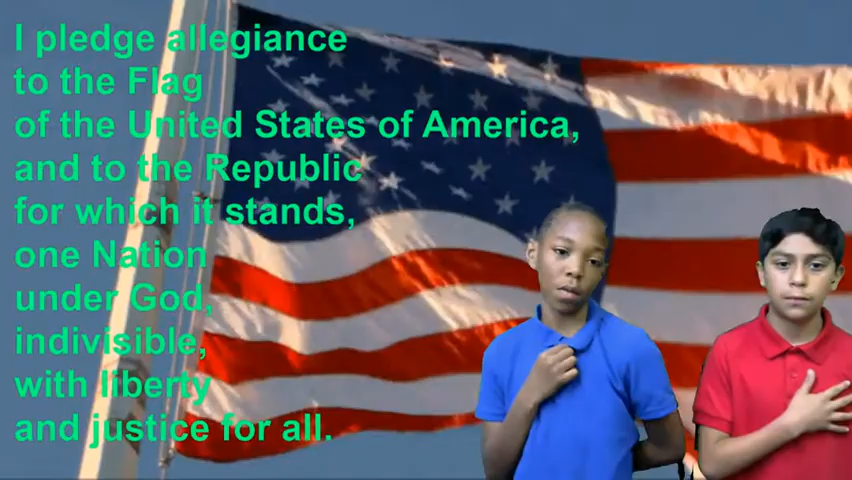 I pledge allegiance
to the Flag
of the United States of America,
and to the Republic
for which it stands,
one Nation
under God,
indivisible,
with liberty
and justice for all.